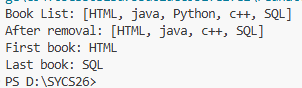 Book List: [HTML, java, Python, c++, SQL]
After removal: [HTML, java, c++, SQL]
First book: HTML
Last book: SQL
PS D:\SYCS26>